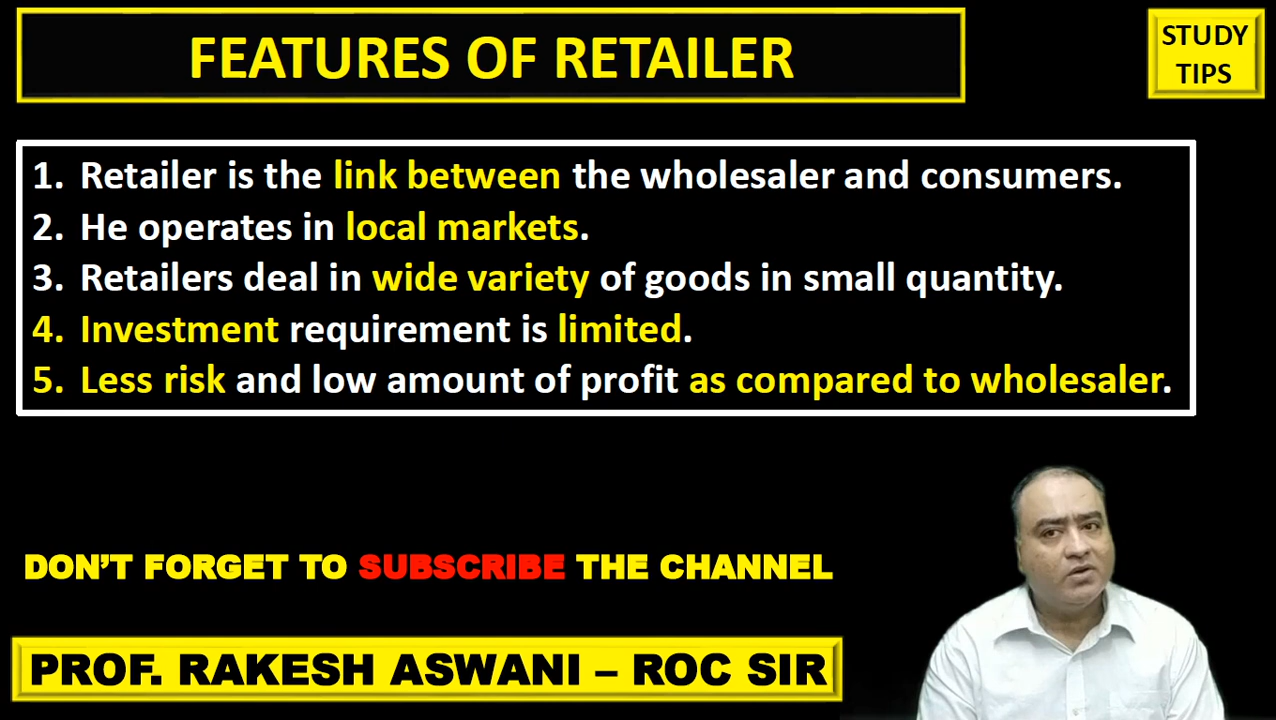 FEATURES OF RETAILER
STUDY
TIPS
1. Retailer is the link between the wholesaler and consumers.
2. He operates in local markets.
3. Retailers deal in wide variety of goods in small quantity.
4. Investment requirement is limited.
5. Less risk and low amount of profit as compared to wholesaler.
DON’T FORGET TO SUBSCRIBE THE CHANNEL
PROF. RAKESH ASWANI – ROC SIR